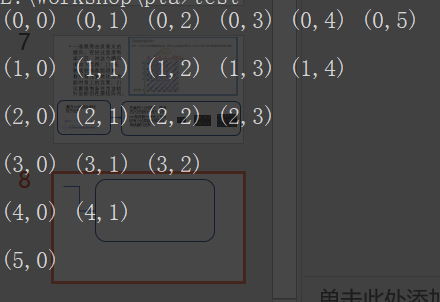 E:\workshop\pta\test
(0,0) (0,1) (0,2) (0,3) (0,4) (0,5)
7
(1,0) (1,1) (1,2) (1,3) (1,4)
(2,0) (2,1) (2,2) (2,3)
(3,0) (3,1) (3,2)
8
(4,0) (4,1)
(5,0)
单击此处添加